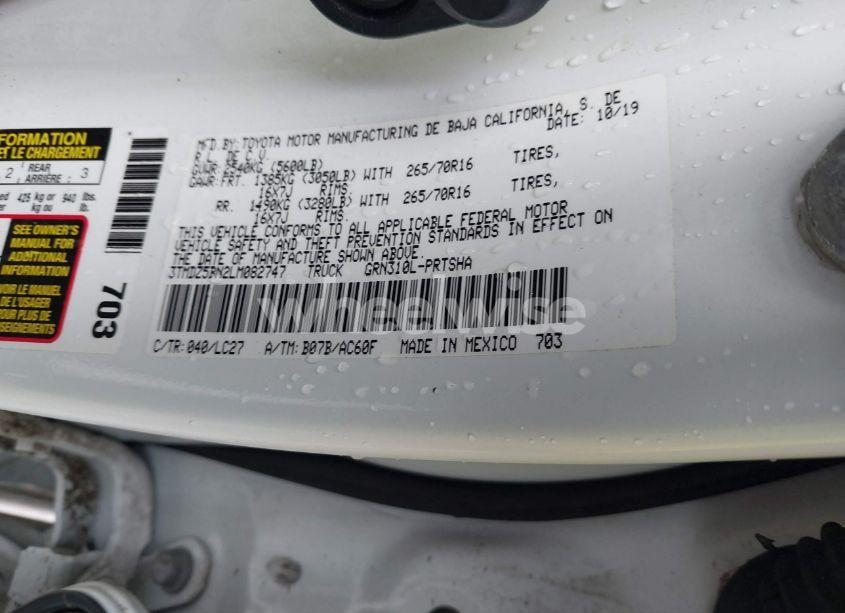 MFD.BY:TOYOTA MOTOR MANUFACTURING DE BAJA CALIFORNIA, S. DE
R.L. DE C.V. DATE: 10/19
GVWR: 2540KG (5600LB)
GAWR:FRT. 1385KG (3050LB) WITH 265/70R16 TIRES,
16X7J RIMS,
RR. 1490KG (3280LB) WITH 265/70R16 TIRES,
16X7J RIMS.
THIS VEHICLE CONFORMS TO ALL APPLICABLE FEDERAL MOTOR
VEHICLE SAFETY AND THEFT PREVENTION STANDARDS IN EFFECT ON
THE DATE OF MANUFACTURE SHOWN ABOVE.
3TMDZ5BN2LM082747 TRUCK GRN310L-PRTSHA
wheelwise
C/TR:040/LC27 A/TM:B07B/AC60F MADE IN MEXICO 703
FORMATION
ET LE CHARGEMENT
2 REAR
ARRIÈRE : 3
425 kg or 940 lbs.
kg ou lb.
SEE OWNER'S
MANUAL FOR
ADDITIONAL
INFORMATION
VOIR LE MANUEL
DE L'USAGER
POUR PLUS DE
RENSEIGNEMENTS
703